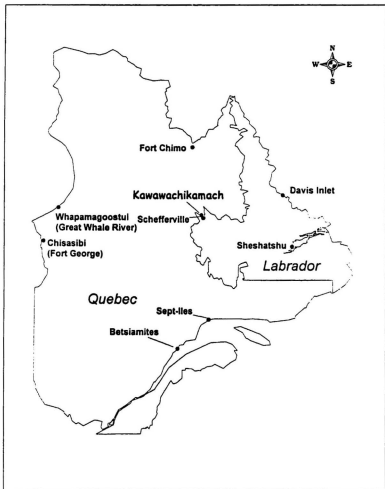 N
W E
S
Fort Chimo
Kawawachikamach
Schefferville
Davis Inlet
Whapamagoostui
(Great Whale River)
Chisasibi
(Fort George)
Sheshatshu
Labrador
Quebec
Sept-Iles
Betsiamites